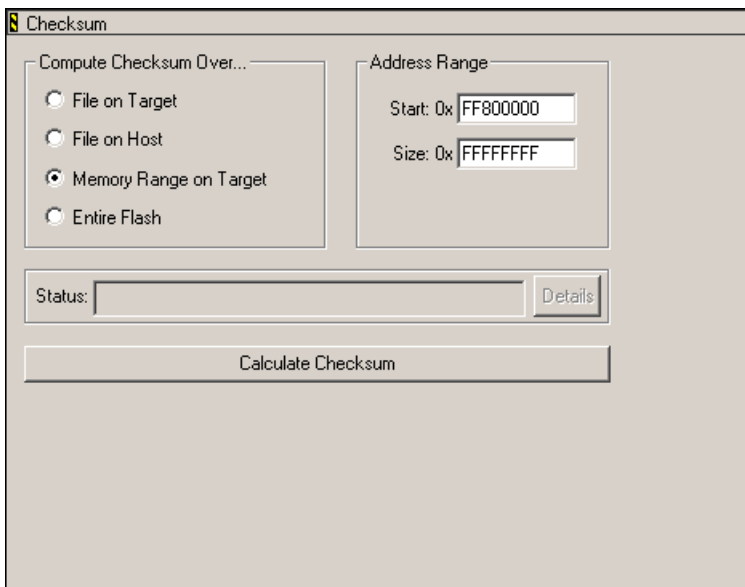 Checksum
Compute Checksum Over...
File on Target
File on Host
Memory Range on Target
Entire Flash
Address Range
Start: 0x FF800000
Size: 0x FFFFFFFF
Status:
Details
Calculate Checksum